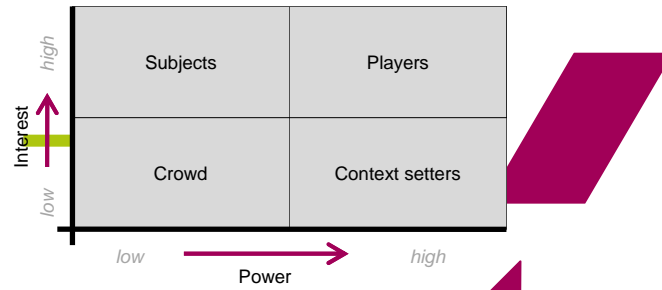 high
Subjects
Players
Interest
Crowd
Context setters
low
low
high
Power